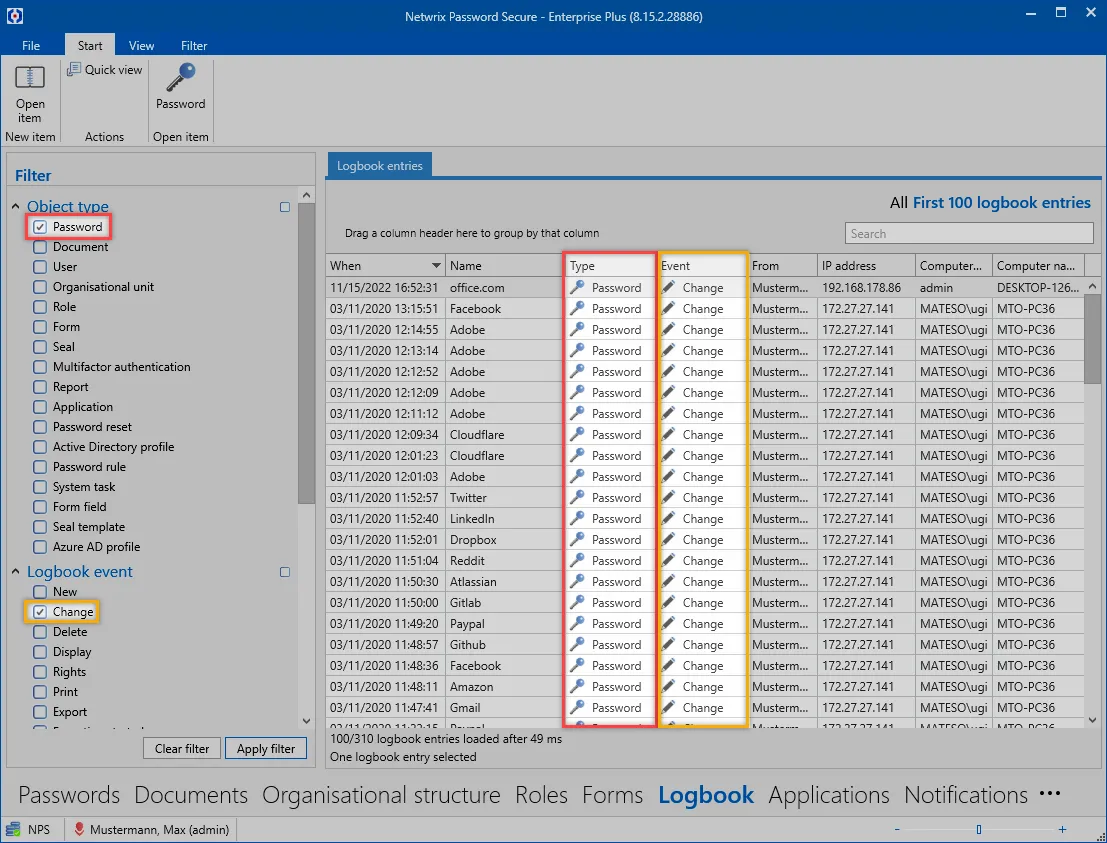 Netwrix Password Secure - Enterprise Plus (8.15.2.28886)
File Start View Filter
Open item
Quick view
Password
New item Actions Open item
Filter
Object type
Password
Document
User
Organisational unit
Role
Form
Seal
Multifactor authentication
Report
Application
Password reset
Active Directory profile
Password rule
System task
Form field
Seal template
Azure AD profile
Logbook event
New
Change
Delete
Display
Rights
Print
Export
Clear filter Apply filter
Logbook entries
All First 100 logbook entries
Drag a column header here to group by that column
Search
When Name Type Event From IP address Computer... Computer na...
11/15/2022 16:52:31 office.com Password Change Musterm... 192.168.178.86 admin DESKTOP-126...
03/11/2020 13:15:51 Facebook Password Change Musterm... 172.27.27.141 MATESO\ugi MTO-PC36
03/11/2020 12:14:55 Adobe Password Change Musterm... 172.27.27.141 MATESO\ugi MTO-PC36
03/11/2020 12:13:14 Adobe Password Change Musterm... 172.27.27.141 MATESO\ugi MTO-PC36
03/11/2020 12:12:52 Adobe Password Change Musterm... 172.27.27.141 MATESO\ugi MTO-PC36
03/11/2020 12:12:09 Adobe Password Change Musterm... 172.27.27.141 MATESO\ugi MTO-PC36
03/11/2020 12:11:12 Adobe Password Change Musterm... 172.27.27.141 MATESO\ugi MTO-PC36
03/11/2020 12:09:34 Cloudflare Password Change Musterm... 172.27.27.141 MATESO\ugi MTO-PC36
03/11/2020 12:01:23 Cloudflare Password Change Musterm... 172.27.27.141 MATESO\ugi MTO-PC36
03/11/2020 12:01:03 Adobe Password Change Musterm... 172.27.27.141 MATESO\ugi MTO-PC36
03/11/2020 11:52:57 Twitter Password Change Musterm... 172.27.27.141 MATESO\ugi MTO-PC36
03/11/2020 11:52:40 LinkedIn Password Change Musterm... 172.27.27.141 MATESO\ugi MTO-PC36
03/11/2020 11:52:01 Dropbox Password Change Musterm... 172.27.27.141 MATESO\ugi MTO-PC36
03/11/2020 11:51:04 Reddit Password Change Musterm... 172.27.27.141 MATESO\ugi MTO-PC36
03/11/2020 11:50:30 Atlassian Password Change Musterm... 172.27.27.141 MATESO\ugi MTO-PC36
03/11/2020 11:50:00 Gitlab Password Change Musterm... 172.27.27.141 MATESO\ugi MTO-PC36
03/11/2020 11:49:20 Paypal Password Change Musterm... 172.27.27.141 MATESO\ugi MTO-PC36
03/11/2020 11:48:57 Github Password Change Musterm... 172.27.27.141 MATESO\ugi MTO-PC36
03/11/2020 11:48:36 Facebook Password Change Musterm... 172.27.27.141 MATESO\ugi MTO-PC36
03/11/2020 11:48:11 Amazon Password Change Musterm... 172.27.27.141 MATESO\ugi MTO-PC36
03/11/2020 11:47:41 Gmail Password Change Musterm... 172.27.27.141 MATESO\ugi MTO-PC36
100/310 logbook entries loaded after 49 ms
One logbook entry selected
Passwords Documents Organisational structure Roles Forms Logbook Applications Notifications ...
NPS Mustermann, Max (admin)